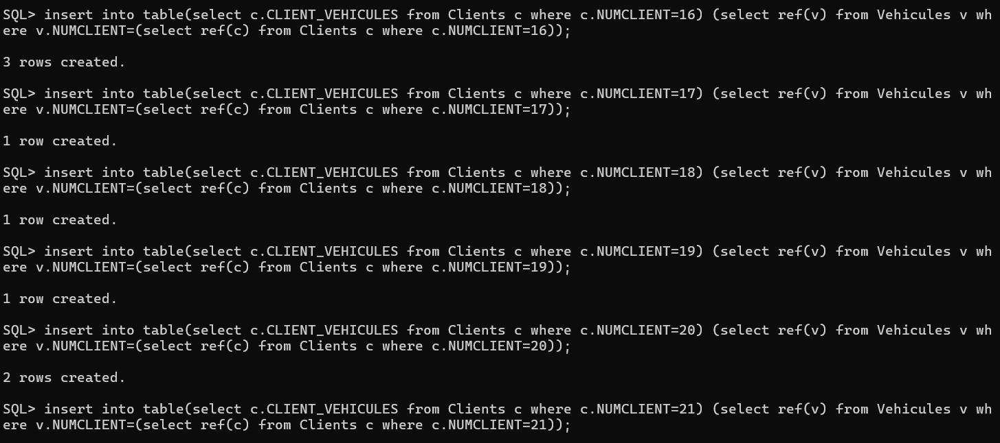 SQL> insert into table(select c.CLIENT_VEHICULES from Clients c where c.NUMCLIENT=16) (select ref(v) from Vehicules v wh
ere v.NUMCLIENT=(select ref(c) from Clients c where c.NUMCLIENT=16));
3 rows created.
SQL> insert into table(select c.CLIENT_VEHICULES from Clients c where c.NUMCLIENT=17) (select ref(v) from Vehicules v wh
ere v.NUMCLIENT=(select ref(c) from Clients c where c.NUMCLIENT=17));
1 row created.
SQL> insert into table(select c.CLIENT_VEHICULES from Clients c where c.NUMCLIENT=18) (select ref(v) from Vehicules v wh
ere v.NUMCLIENT=(select ref(c) from Clients c where c.NUMCLIENT=18));
1 row created.
SQL> insert into table(select c.CLIENT_VEHICULES from Clients c where c.NUMCLIENT=19) (select ref(v) from Vehicules v wh
ere v.NUMCLIENT=(select ref(c) from Clients c where c.NUMCLIENT=19));
1 row created.
SQL> insert into table(select c.CLIENT_VEHICULES from Clients c where c.NUMCLIENT=20) (select ref(v) from Vehicules v wh
ere v.NUMCLIENT=(select ref(c) from Clients c where c.NUMCLIENT=20));
2 rows created.
SQL> insert into table(select c.CLIENT_VEHICULES from Clients c where c.NUMCLIENT=21) (select ref(v) from Vehicules v wh
ere v.NUMCLIENT=(select ref(c) from Clients c where c.NUMCLIENT=21));